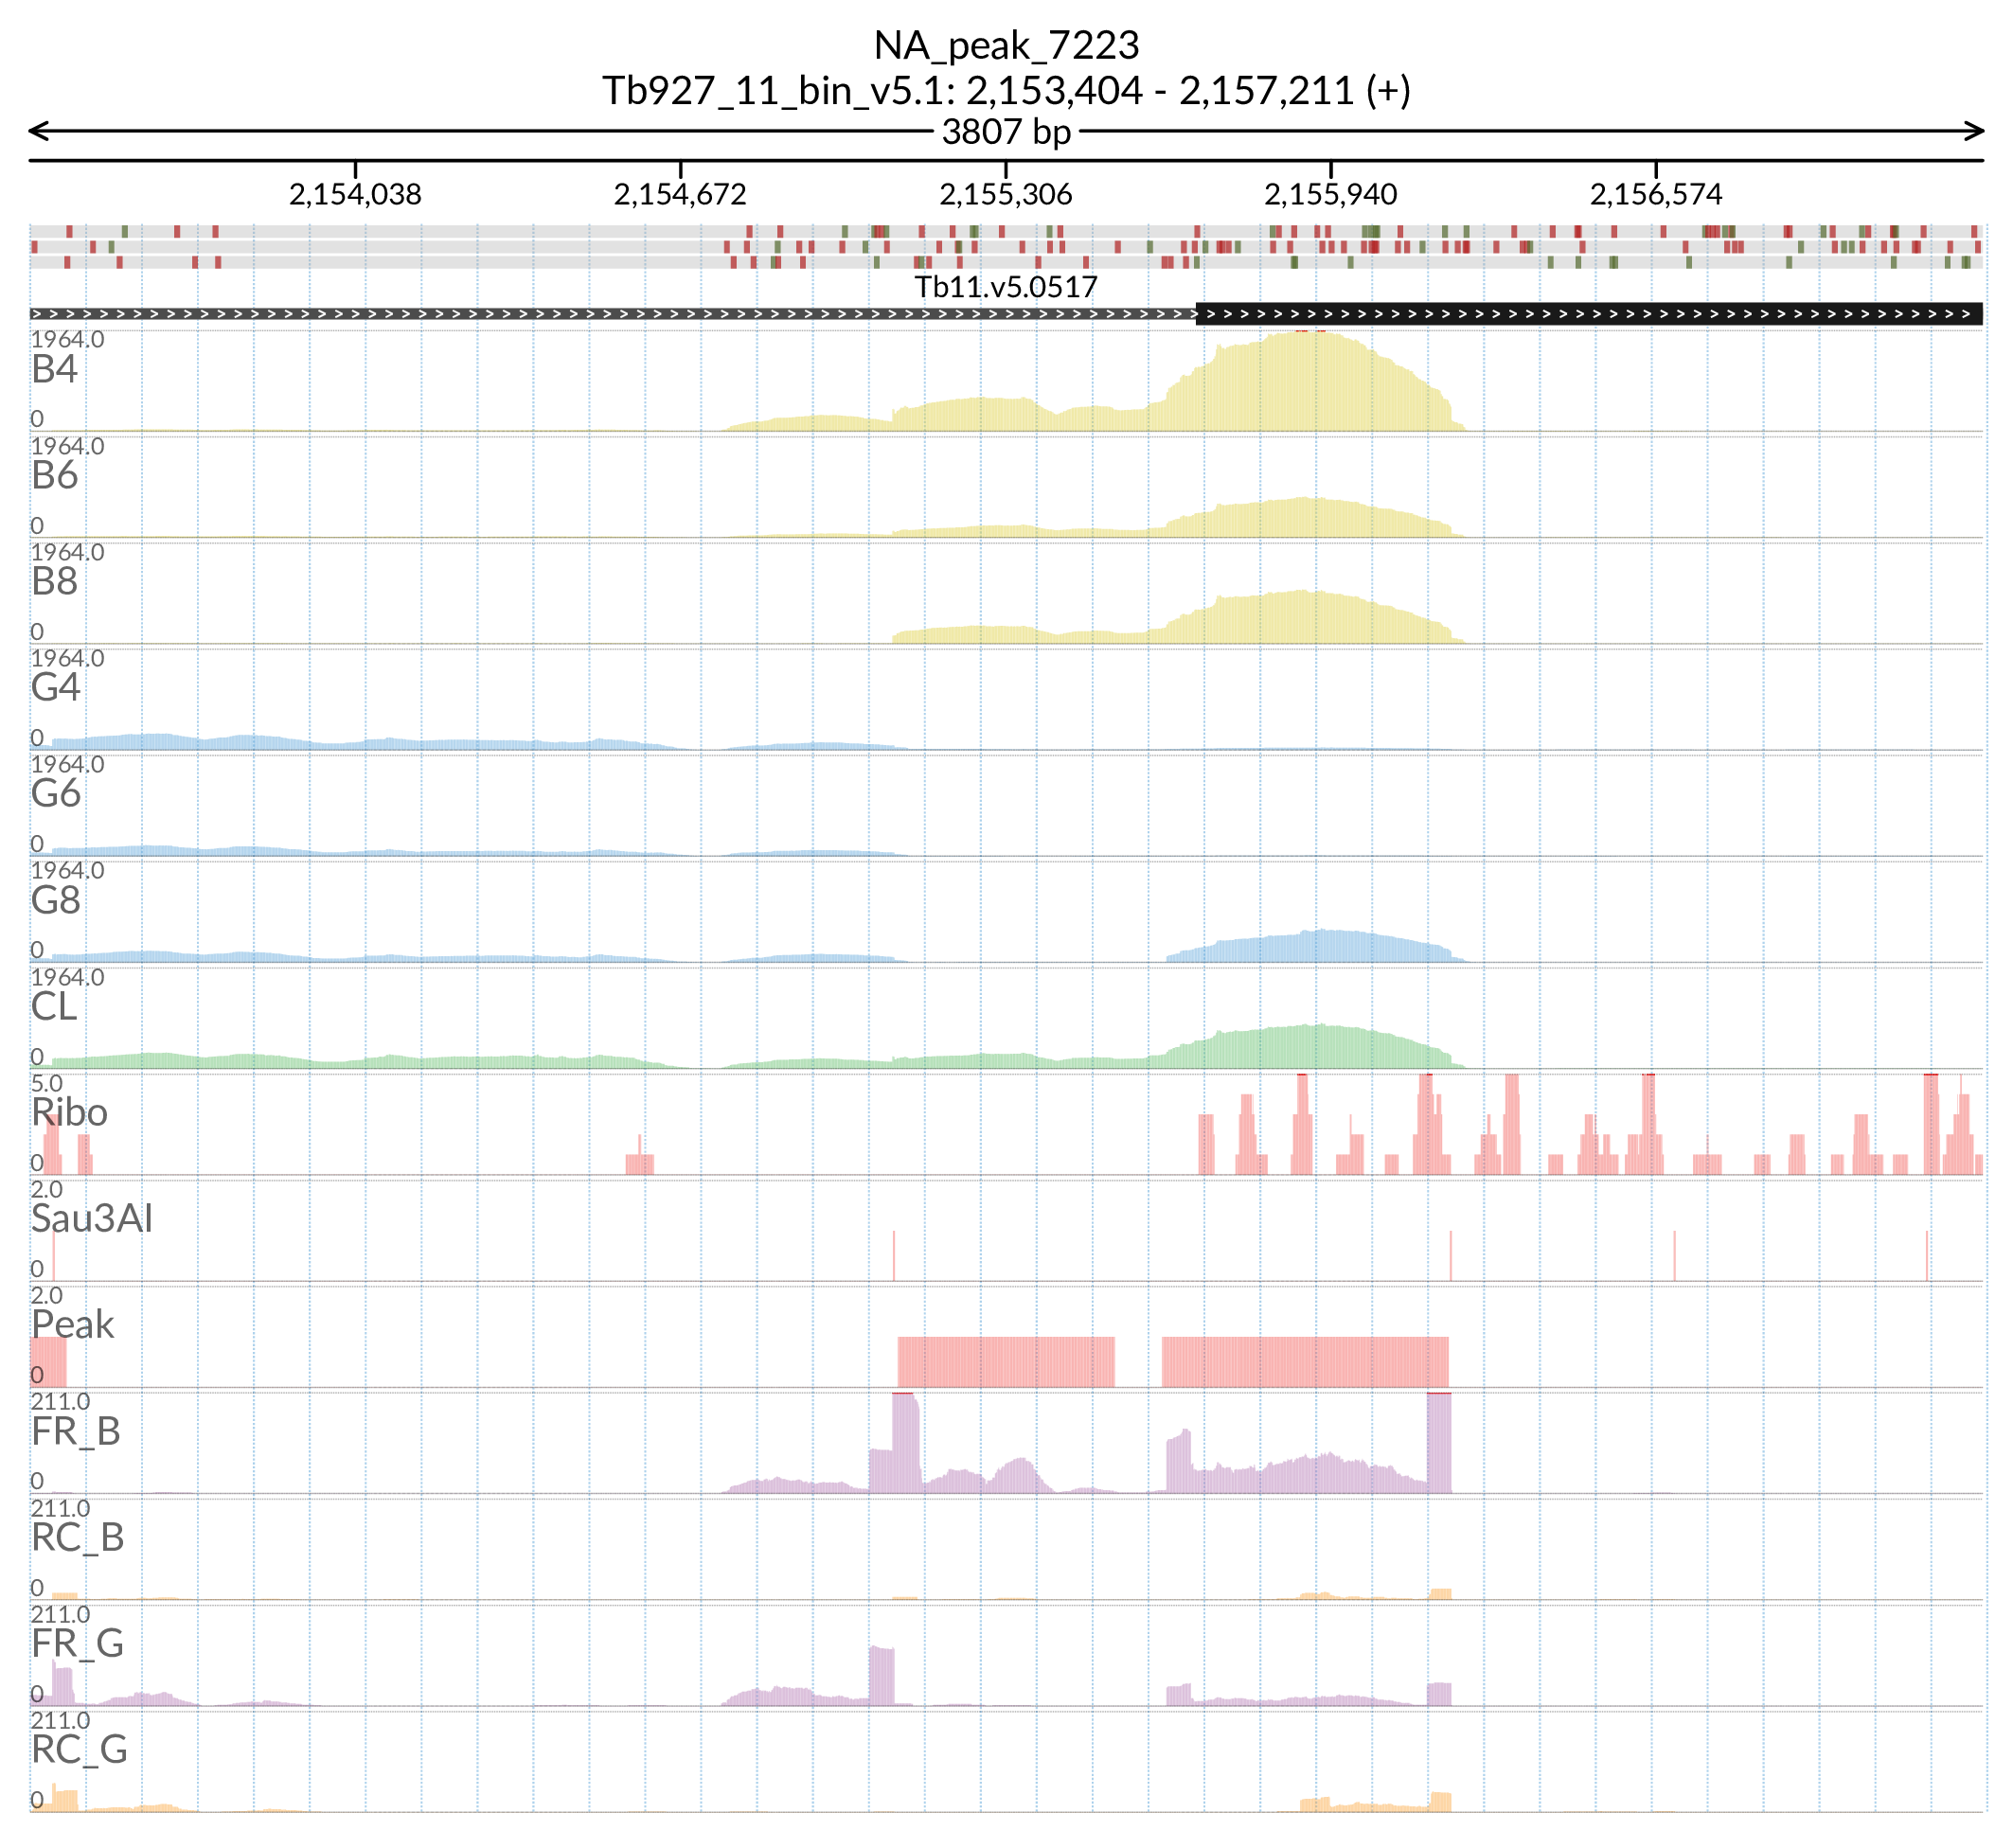 NA_peak_7223
Tb927_11_bin_v5.1: 2,153,404 - 2,157,211 (+)
3807 bp
2,154,038 2,154,672 2,155,306 2,155,940 2,156,574
Tb11.v5.0517
1964.0
B4
0
1964.0
B6
0
1964.0
B8
0
1964.0
G4
0
1964.0
G6
0
1964.0
G8
0
1964.0
CL
0
5.0
Ribo
0
2.0
Sau3AI
0
2.0
Peak
0
211.0
FR_B
0
211.0
RC_B
0
211.0
FR_G
0
211.0
RC_G
0